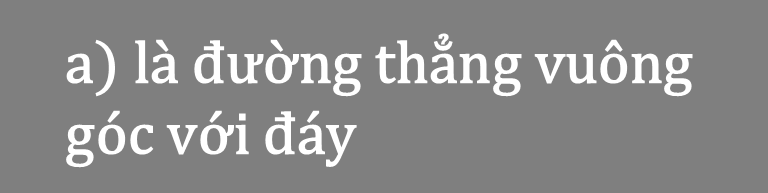 a) là đường thẳng vuông
góc với đáy